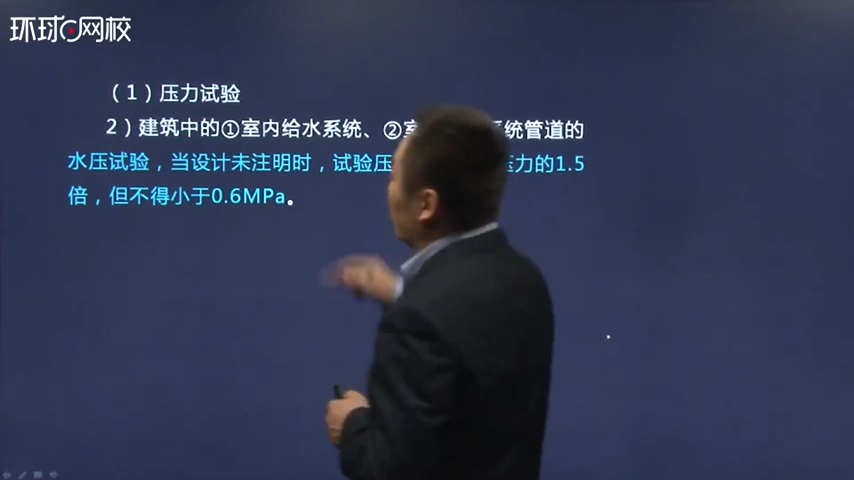 环球网校
（1）压力试验
2）建筑中的①室内给水系统、②室 统管道的
水压试验，当设计未注明时，试验压 压力的1.5
倍，但不得小于0.6MPa。